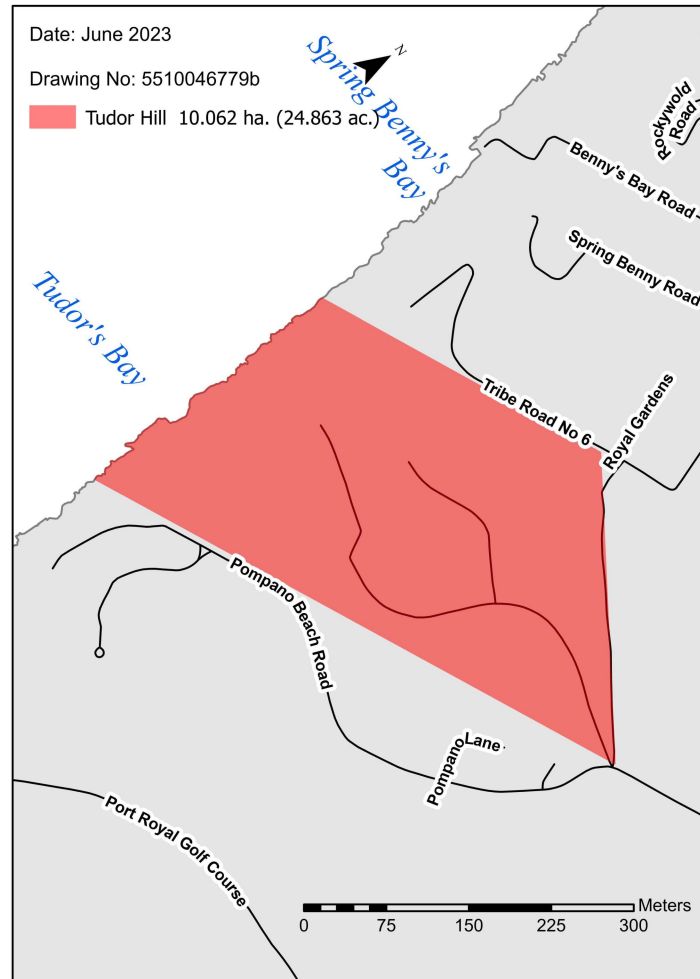 Date: June 2023
Drawing No: 5510046779b
Tudor Hill 10.062 ha. (24.863 ac.)
N
Spring Benny's
Bay
Tudor's Bay
Rockywold
Road
Benny's Bay Road
Spring Benny Road
Tribe Road No 6
Royal Gardens
Pompano Beach Road
Pompano Lane
Port Royal Golf Course
Meters
0 75 150 225 300